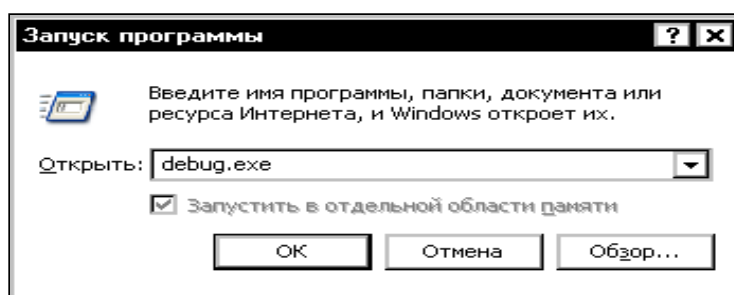 Запуск программы
Введите имя программы, папки, документа или
ресурса Интернета, и Windows откроет их.
Открыть: debug.exe
Запустить в отдельной области памяти
OK Отмена Обзор...